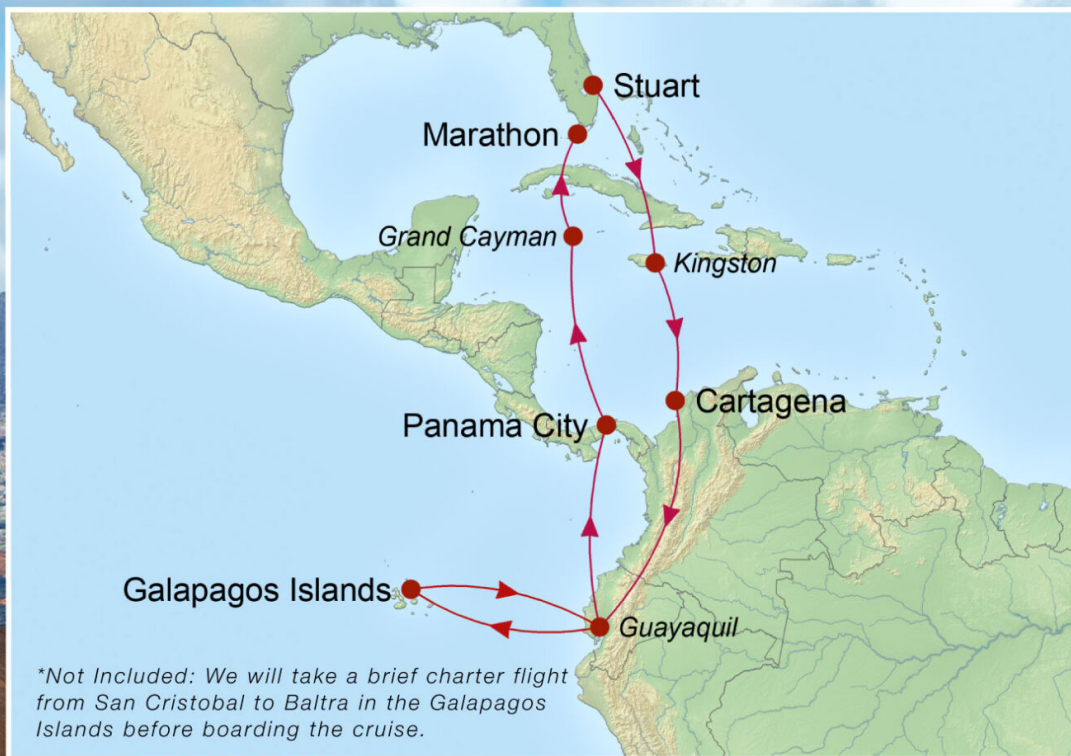 Stuart
Marathon
Grand Cayman
Kingston
Cartagena
Panama City
Galapagos Islands
Guayaquil
*Not Included: We will take a brief charter flight
from San Cristobal to Baltra in the Galapagos
Islands before boarding the cruise.